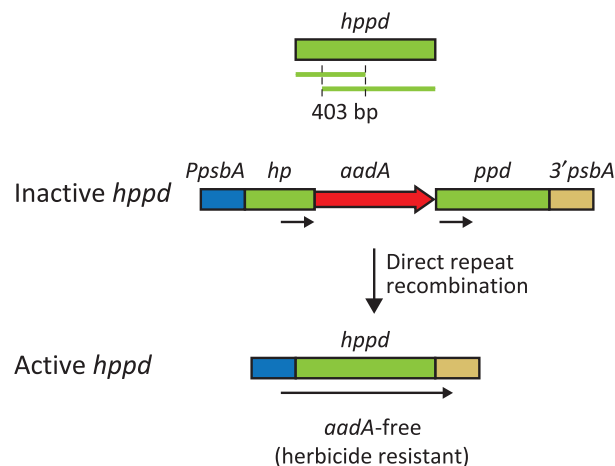 hppd
403 bp
PpsbA hp aadA ppd 3′psbA
Inactive hppd
Direct repeat
recombination
hppd
Active hppd
aadA-free
(herbicide resistant)